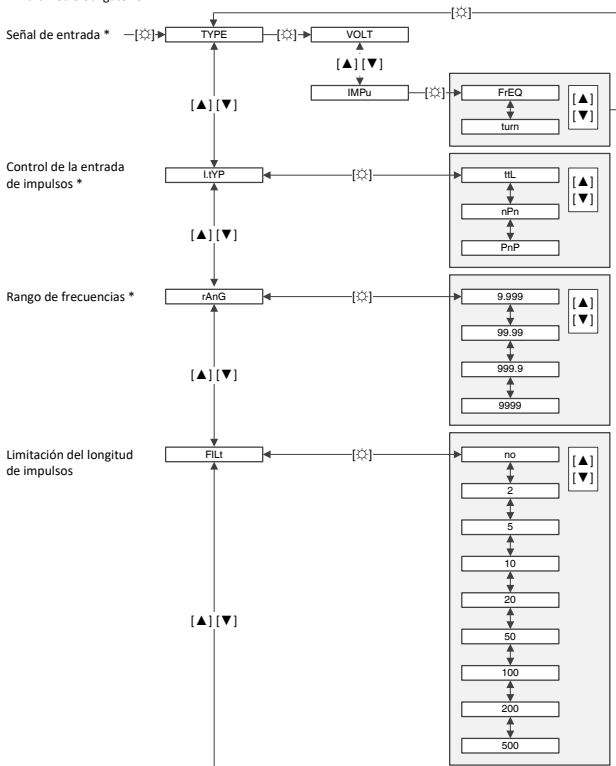 [☼]
Señal de entrada * [☼] TYPE [☼] VOLT
[▲] [▼]
IMPu [☼] FrEQ [▲]
[▼]
turn
[▲] [▼]
Control de la entrada
de impulsos *
I.tYP [☼] ttL [▲]
[▼]
nPn
PnP
[▲] [▼]
Rango de frecuencias * rAnG [☼] 9.999 [▲]
[▼]
99.99
999.9
9999
[▲] [▼]
Limitación del longitud
de impulsos
FILt [☼] no [▲]
[▼]
2
5
10
20
50
100
200
500
[▲] [▼]